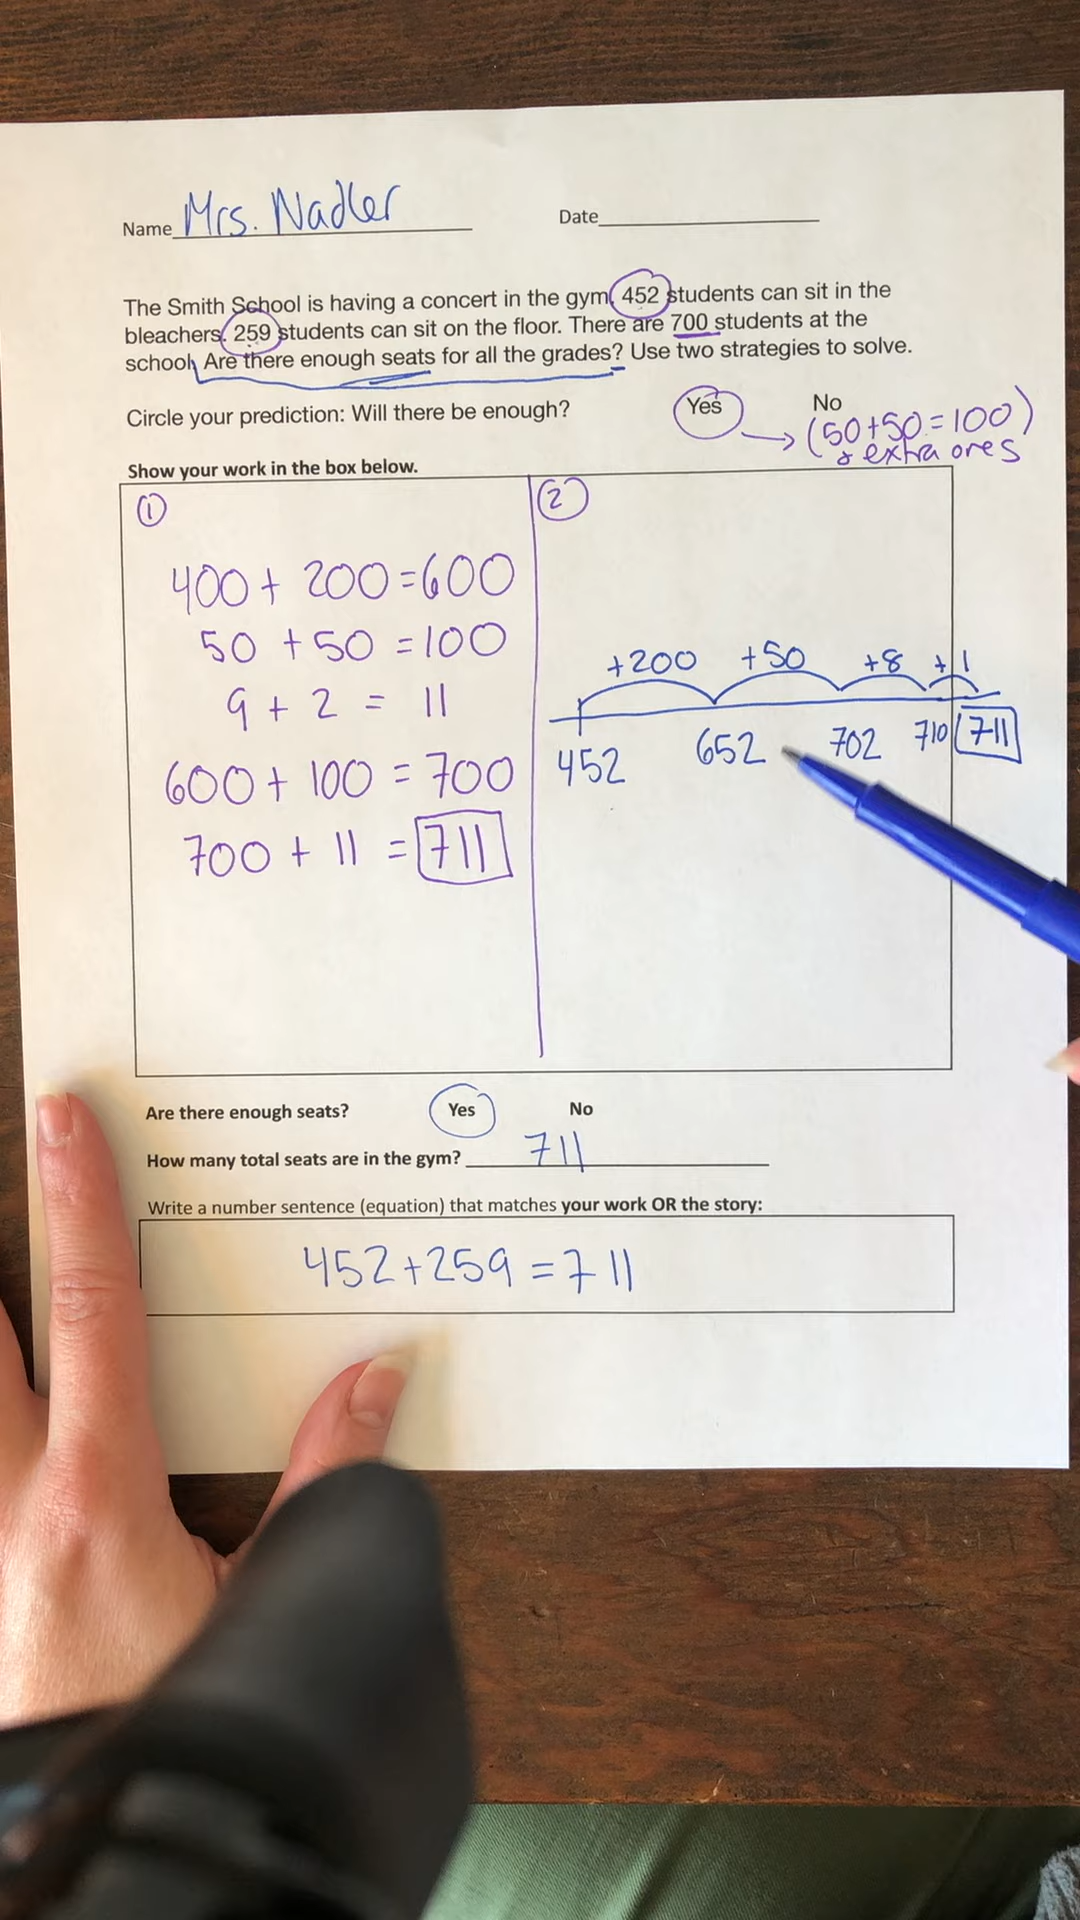 Name Mrs. Nadler Date
The Smith School is having a concert in the gym. 452 students can sit in the
bleachers. 259 students can sit on the floor. There are 700 students at the
school. Are there enough seats for all the grades? Use two strategies to solve.
Circle your prediction: Will there be enough? Yes No
(50+50=100)
& extra ones
Show your work in the box below.
1
400 + 200 = 600
50 + 50 = 100
9 + 2 = 11
600 + 100 = 700
700 + 11 = 711
2
+200 +50 +8 +1
452 652 702 710 711
Are there enough seats? Yes No
How many total seats are in the gym? 711
Write a number sentence (equation) that matches your work OR the story:
452+259=711